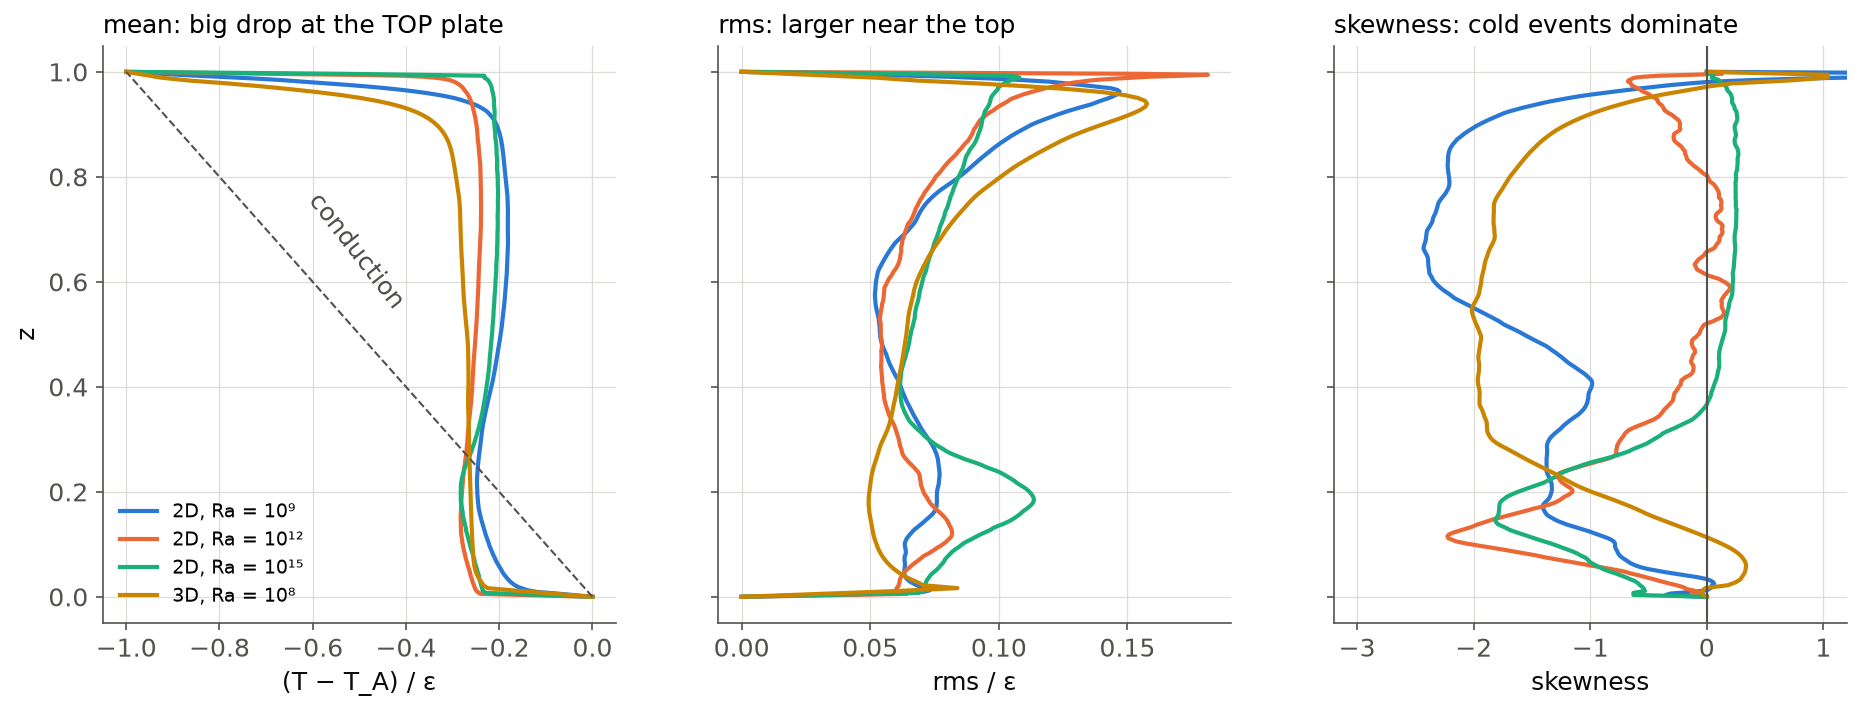 mean: big drop at the TOP plate
rms: larger near the top
skewness: cold events dominate
z
1.0
0.8
0.6
0.4
0.2
0.0
conduction
2D, Ra = 10⁹
2D, Ra = 10¹²
2D, Ra = 10¹⁵
3D, Ra = 10⁸
−1.0 −0.8 −0.6 −0.4 −0.2 0.0
(T − T_A) / ε
0.00 0.05 0.10 0.15
rms / ε
−3 −2 −1 0 1
skewness